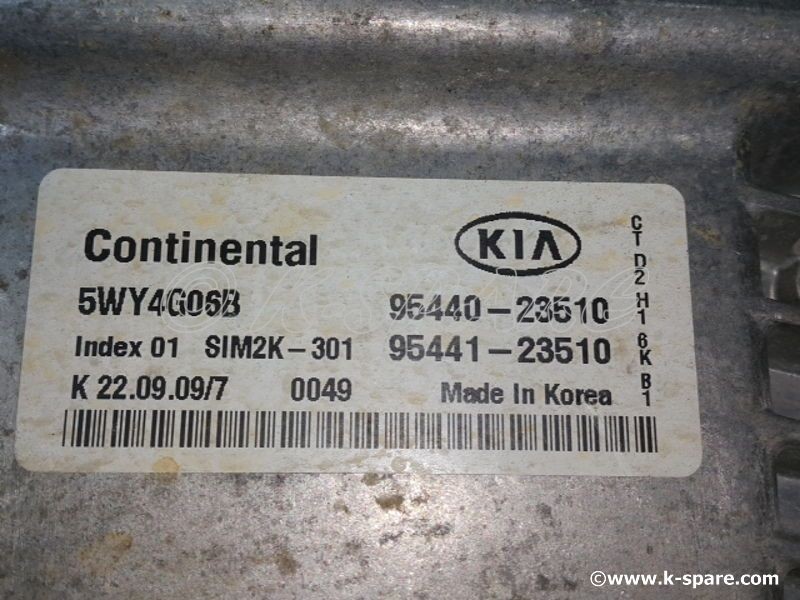 Continental
KIA
5WY4G06B
95440-23510
Index 01 SIM2K-301
95441-23510
K 22.09.09/7
0049
Made In Korea
CT D2 H1 6K B1
©www.k-spare.com